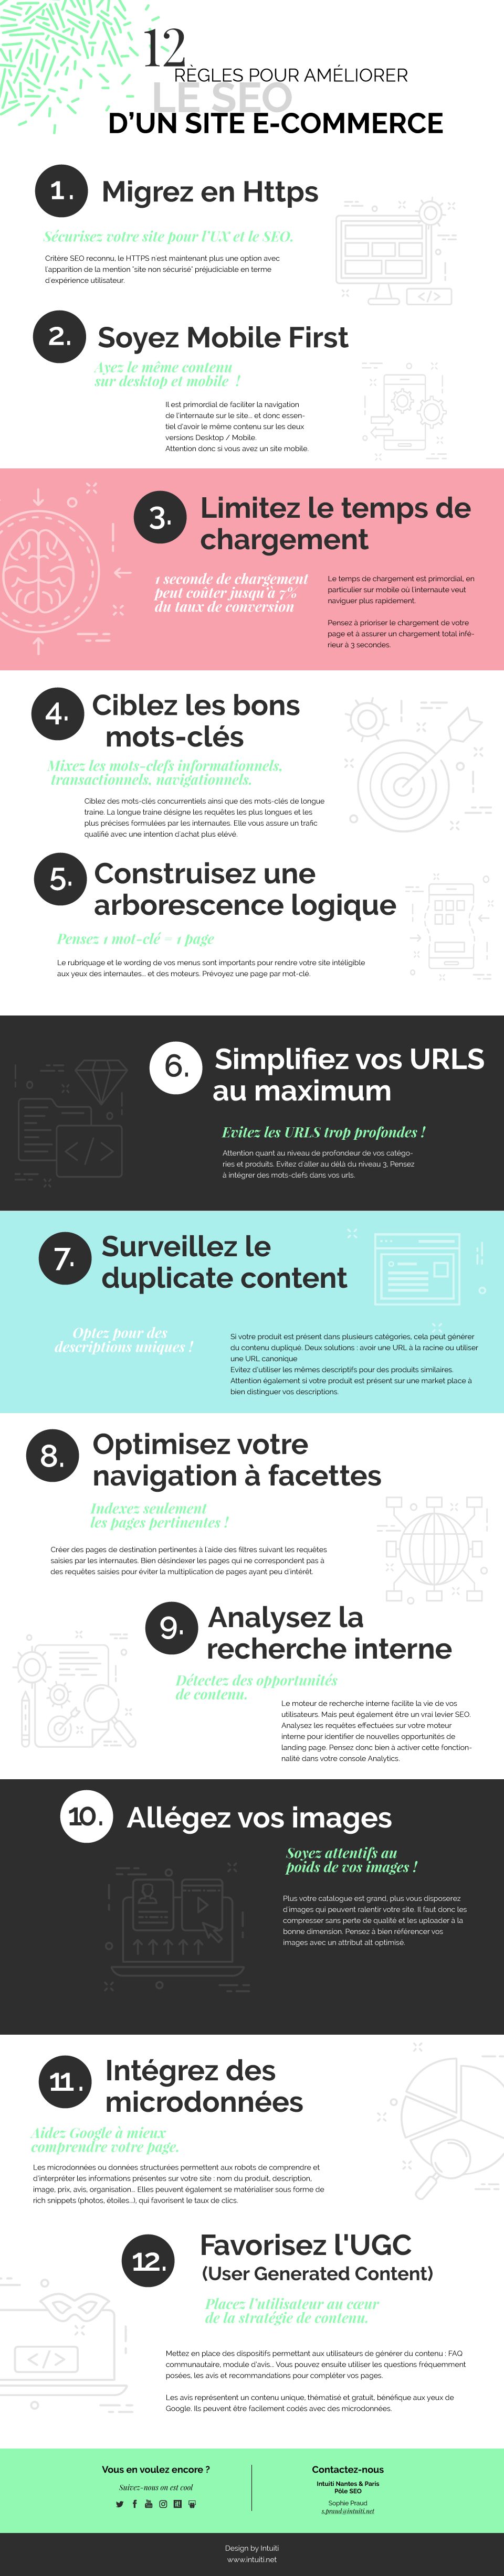 12
RÈGLES POUR AMÉLIORER
LE SEO
D'UN SITE E-COMMERCE
1.
Migrez en Https
Sécurisez votre site pour l'UX et le SEO.
Critère SEO reconnu, le HTTPS n'est maintenant plus une option avec
l'apparition de la mention "site non sécurisé" préjudiciable en terme
d'expérience utilisateur.
2.
Soyez Mobile First
Ayez le même contenu
sur desktop et mobile !
Il est primordial de faciliter la navigation
de l'internaute sur le site... et donc essen-
tiel d'avoir le même contenu sur les deux
versions Desktop / Mobile.
Attention donc si vous avez un site mobile.
3.
Limitez le temps de
chargement
1 seconde de chargement
peut coûter jusqu'à 7%
du taux de conversion
Le temps de chargement est primordial, en
particulier sur mobile où l'internaute veut
naviguer plus rapidement.
Pensez à prioriser le chargement de votre
page et à assurer un chargement total infé-
rieur à 3 secondes.
4.
Ciblez les bons
mots-clés
Mixez les mots-clefs informationnels,
transactionnels, navigationnels.
Ciblez des mots-clés concurrentiels ainsi que des mots-clés de longue
traine. La longue traine désigne les requêtes les plus longues et les
plus précises formulées par les internautes. Elle vous assure un trafic
qualifié avec une intention d'achat plus elévé.
5.
Construisez une
arborescence logique
Pensez 1 mot-clé = 1 page
Le rubriquage et le wording de vos menus sont importants pour rendre votre site intéligible
aux yeux des internautes... et des moteurs. Prévoyez une page par mot-clé.
6.
Simplifiez vos URLS
au maximum
Evitez les URLS trop profondes !
Attention quant au niveau de profondeur de vos catégo-
ries et produits. Evitez d'aller au délà du niveau 3, Pensez
à intégrer des mots-clefs dans vos urls.
7.
Surveillez le
duplicate content
Optez pour des
descriptions uniques !
Si votre produit est présent dans plusieurs catégories, cela peut générer
du contenu dupliqué. Deux solutions : avoir une URL à la racine ou utiliser
une URL canonique
Evitez d'utiliser les mêmes descriptifs pour des produits similaires.
Attention également si votre produit est présent sur une market place à
bien distinguer vos descriptions.
8.
Optimisez votre
navigation à facettes
Indexez seulement
les pages pertinentes !
Créer des pages de destination pertinentes à l'aide des filtres suivant les requêtes
saisies par les internautes. Bien désindexer les pages qui ne correspondent pas à
des requêtes saisies pour éviter la multiplication de pages ayant peu d'intérêt.
9.
Analysez la
recherche interne
Détectez des opportunités
de contenu.
Le moteur de recherche interne facilite la vie de vos
utilisateurs. Mais peut également être un vrai levier SEO.
Analysez les requêtes effectuées sur votre moteur
interne pour identifier de nouvelles opportunités de
landing page. Pensez donc bien à activer cette fonction-
nalité dans votre console Analytics.
10.
Allégez vos images
Soyez attentifs au
poids de vos images !
Plus votre catalogue est grand, plus vous disposerez
d'images qui peuvent ralentir votre site. Il faut donc les
compresser sans perte de qualité et les uploader à la
bonne dimension. Pensez à bien référencer vos
images avec un attribut alt optimisé.
11.
Intégrez des
microdonnées
Aidez Google à mieux
comprendre votre page.
Les microdonnées ou données structurées permettent aux robots de comprendre et
d'interpréter les informations présentes sur votre site : nom du produit, description,
image, prix, avis, organisation... Elles peuvent également se matérialiser sous forme de
rich snippets (photos, étoiles...), qui favorisent le taux de clics.
12.
Favorisez l'UGC
(User Generated Content)
Placez l'utilisateur au cœur
de la stratégie de contenu.
Mettez en place des dispositifs permettant aux utilisateurs de générer du contenu : FAQ
communautaire, module d'avis... Vous pouvez ensuite utiliser les questions fréquemment
posées, les avis et recommandations pour compléter vos pages.
Les avis représentent un contenu unique, thématisé et gratuit, bénéfique aux yeux de
Google. Ils peuvent être facilement codés avec des microdonnées.
Vous en voulez encore ?
Suivez-nous on est cool
Contactez-nous
Intuiti Nantes & Paris
Pôle SEO
Sophie Praud
s.praud@intuiti.net
Design by Intuiti
www.intuiti.net